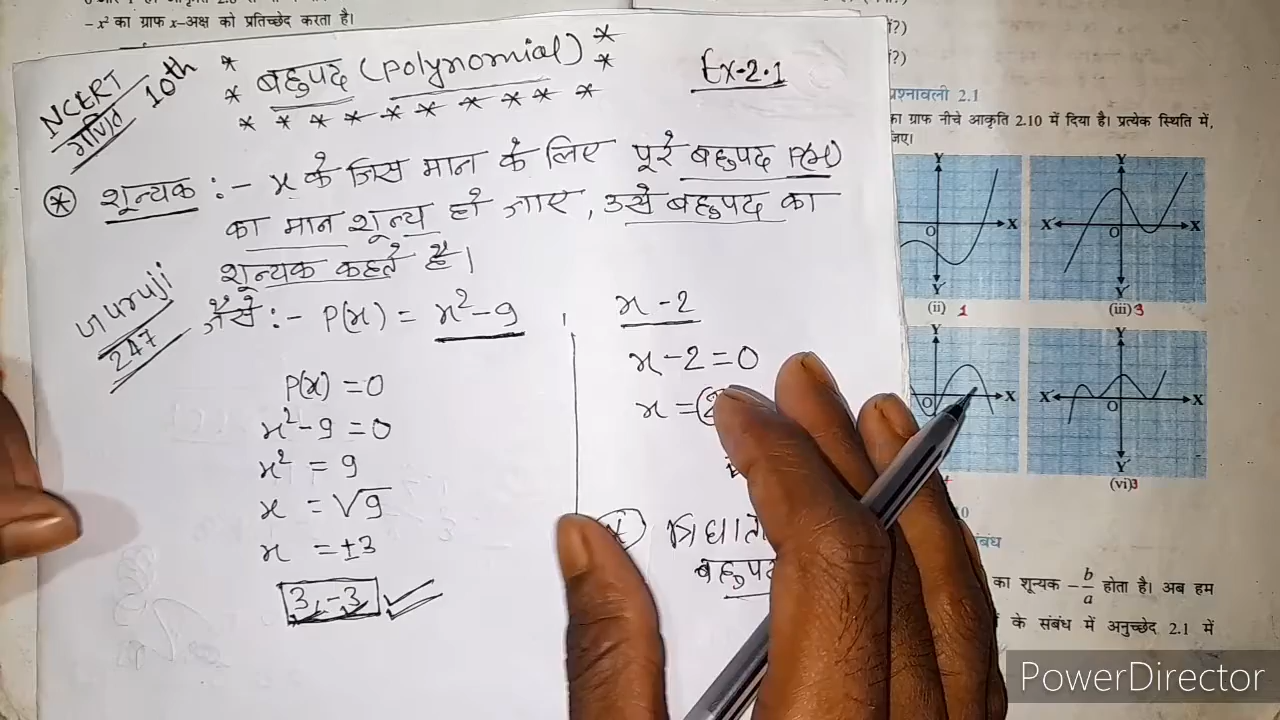 -x² का ग्राफ x-अक्ष को प्रतिच्छेद करता है।
NCERT
गणित 10th
* बहुपद (Polynomial) *
Ex-2.1
* शून्यक :- x के जिस मान के लिए पूरे बहुपद P(x)
का मान शून्य हो जाए, उसे बहुपद का
शून्यक कहते हैं।
Guruji
247
जैसे :- P(x) = x²-9 , x-2
P(x) = 0
x²-9 = 0
x² = 9
x = √9
x = ±3
3, -3
x-2 = 0
x =
बहुपद
प्रश्नावली 2.1
का ग्राफ नीचे आकृति 2.10 में दिया है। प्रत्येक स्थिति में,
Y
X
O
Y′
(ii) 1
Y
X′ O X
Y′
(iii) 3
Y
O X
Y
X′ O X
Y′
(vi) 3
का शून्यक -b/a होता है। अब हम
के संबंध में अनुच्छेद 2.1 में
PowerDirector